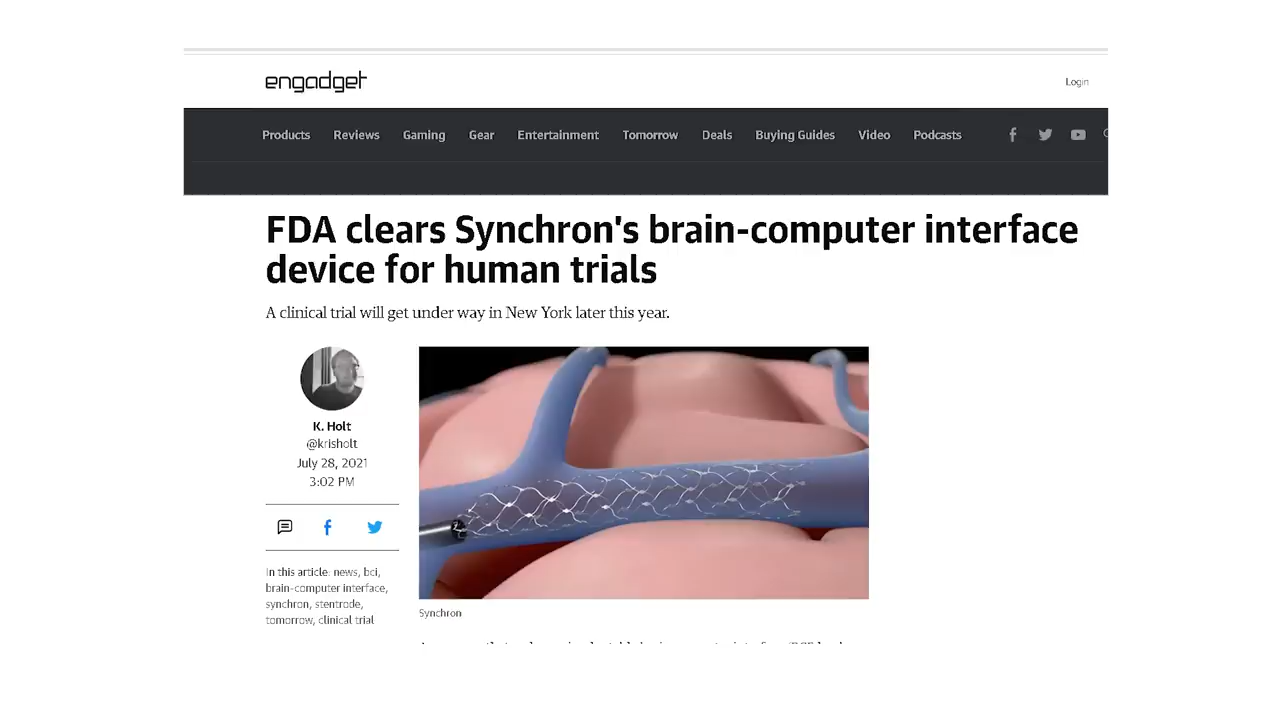 engadget
Login
Products Reviews Gaming Gear Entertainment Tomorrow Deals Buying Guides Video Podcasts
FDA clears Synchron's brain-computer interface
device for human trials
A clinical trial will get under way in New York later this year.
K. Holt
@krisholt
July 28, 2021
3:02 PM
In this article: news, bci,
brain-computer interface,
synchron, stentrode,
tomorrow, clinical trial
Synchron